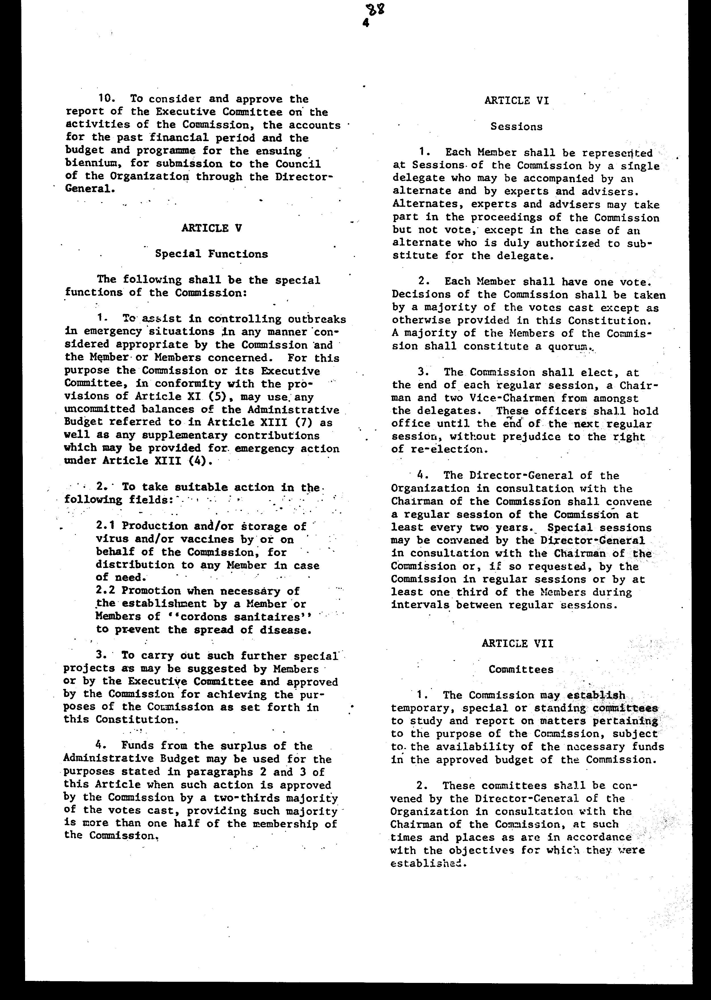 88
4
10. To consider and approve the
report of the Executive Committee on the
activities of the Commission, the accounts
for the past financial period and the
budget and programme for the ensuing
biennium, for submission to the Council
of the Organization through the Director-
General.
ARTICLE V
Special Functions
The following shall be the special
functions of the Commission:
1. To assist in controlling outbreaks
in emergency situations in any manner con-
sidered appropriate by the Commission and
the Member or Members concerned. For this
purpose the Commission or its Executive
Committee, in conformity with the pro-
visions of Article XI (5), may use any
uncommitted balances of the Administrative
Budget referred to in Article XIII (7) as
well as any supplementary contributions
which may be provided for emergency action
under Article XIII (4).
2. To take suitable action in the
following fields:
2.1 Production and/or storage of
virus and/or vaccines by or on
behalf of the Commission, for
distribution to any Member in case
of need.
2.2 Promotion when necessary of
the establishment by a Member or
Members of ‘‘cordons sanitaires’’
to prevent the spread of disease.
3. To carry out such further special
projects as may be suggested by Members
or by the Executive Committee and approved
by the Commission for achieving the pur-
poses of the Commission as set forth in
this Constitution.
4. Funds from the surplus of the
Administrative Budget may be used for the
purposes stated in paragraphs 2 and 3 of
this Article when such action is approved
by the Commission by a two-thirds majority
of the votes cast, providing such majority
is more than one half of the membership of
the Commission.
ARTICLE VI
Sessions
1. Each Member shall be represented
at Sessions of the Commission by a single
delegate who may be accompanied by an
alternate and by experts and advisers.
Alternates, experts and advisers may take
part in the proceedings of the Commission
but not vote, except in the case of an
alternate who is duly authorized to sub-
stitute for the delegate.
2. Each Member shall have one vote.
Decisions of the Commission shall be taken
by a majority of the votes cast except as
otherwise provided in this Constitution.
A majority of the Members of the Commis-
sion shall constitute a quorum.
3. The Commission shall elect, at
the end of each regular session, a Chair-
man and two Vice-Chairmen from amongst
the delegates. These officers shall hold
office until the end of the next regular
session, without prejudice to the right
of re-election.
4. The Director-General of the
Organization in consultation with the
Chairman of the Commission shall convene
a regular session of the Commission at
least every two years. Special sessions
may be convened by the Director-General
in consultation with the Chairman of the
Commission or, if so requested, by the
Commission in regular sessions or by at
least one third of the Members during
intervals between regular sessions.
ARTICLE VII
Committees
1. The Commission may establish
temporary, special or standing committees
to study and report on matters pertaining
to the purpose of the Commission, subject
to the availability of the necessary funds
in the approved budget of the Commission.
2. These committees shall be con-
vened by the Director-General of the
Organization in consultation with the
Chairman of the Commission, at such
times and places as are in accordance
with the objectives for which they were
established.